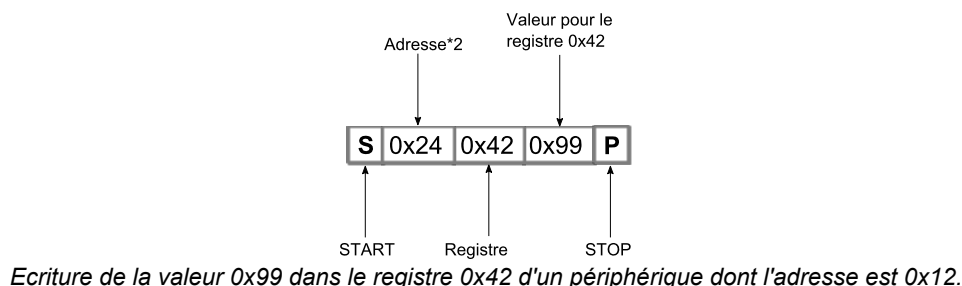 Valeur pour le
registre 0x42
Adresse*2
S 0x24 0x42 0x99 P
START Registre STOP
Ecriture de la valeur 0x99 dans le registre 0x42 d'un périphérique dont l'adresse est 0x12.